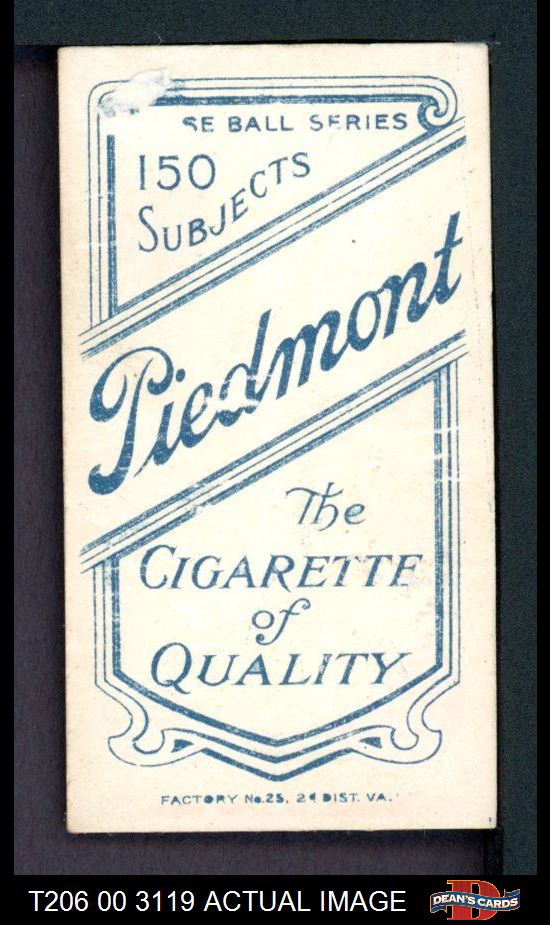 SE BALL SERIES
150
SUBJECTS
Piedmont
The
CIGARETTE
of
QUALITY
FACTORY No. 25. 2d DIST. VA.
T206 00 3119 ACTUAL IMAGE
DEAN'S CARDS